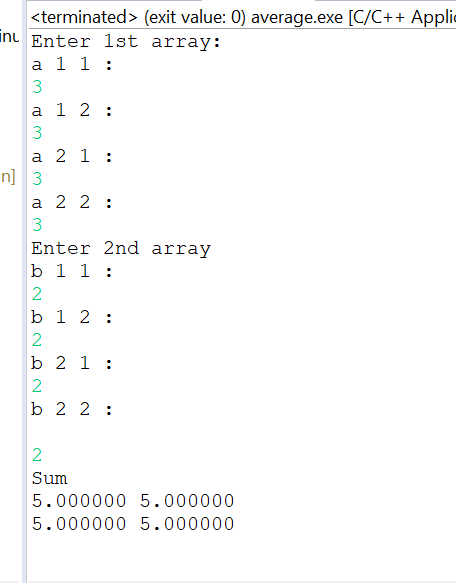 <terminated> (exit value: 0) average.exe [C/C++ Applic
inu
Enter 1st array:
a 1 1 :
3
a 1 2 :
3
a 2 1 :
3
n]
a 2 2 :
3
Enter 2nd array
b 1 1 :
2
b 1 2 :
2
b 2 1 :
2
b 2 2 :
2
Sum
5.000000 5.000000
5.000000 5.000000